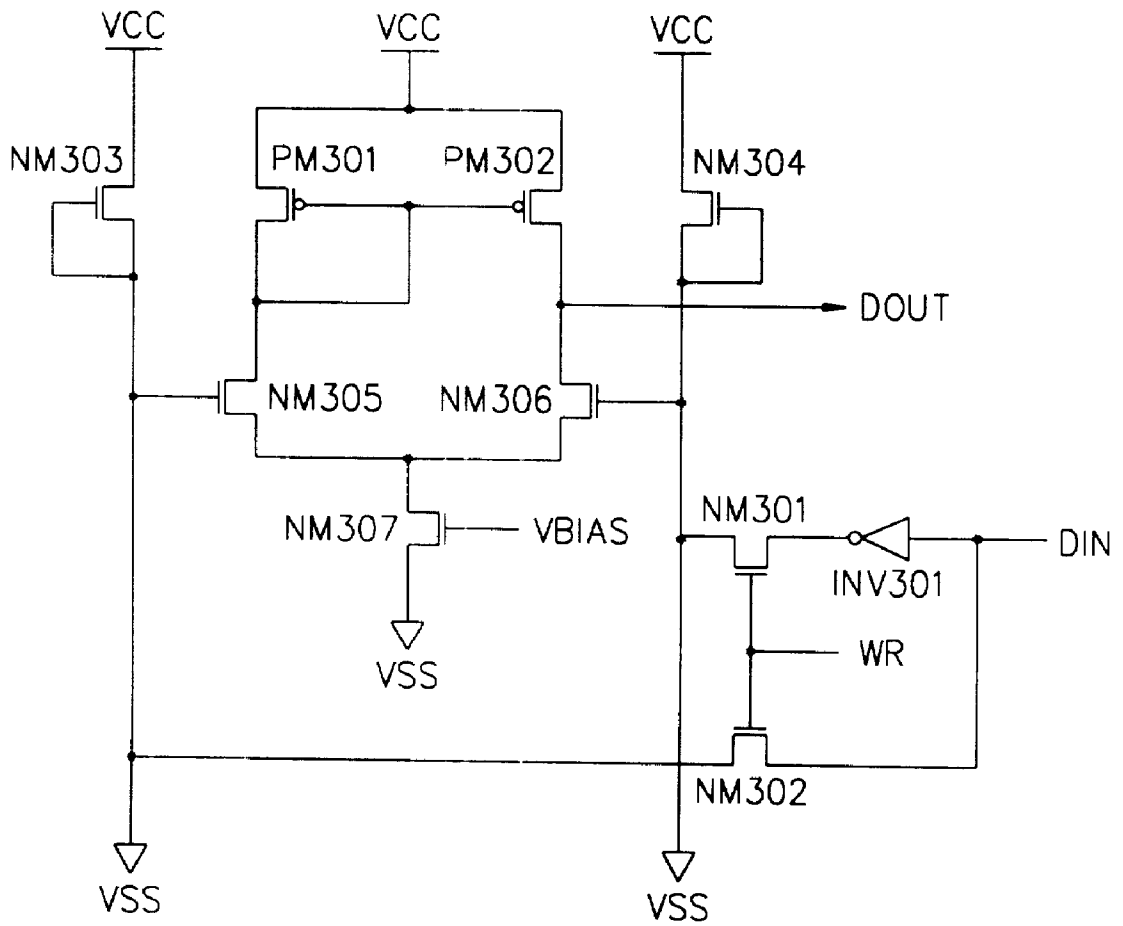 VCC
VCC
VCC
NM303
PM301
PM302
NM304
DOUT
NM305
NM306
NM307
VBIAS
NM301
DIN
INV301
WR
VSS
NM302
VSS
VSS